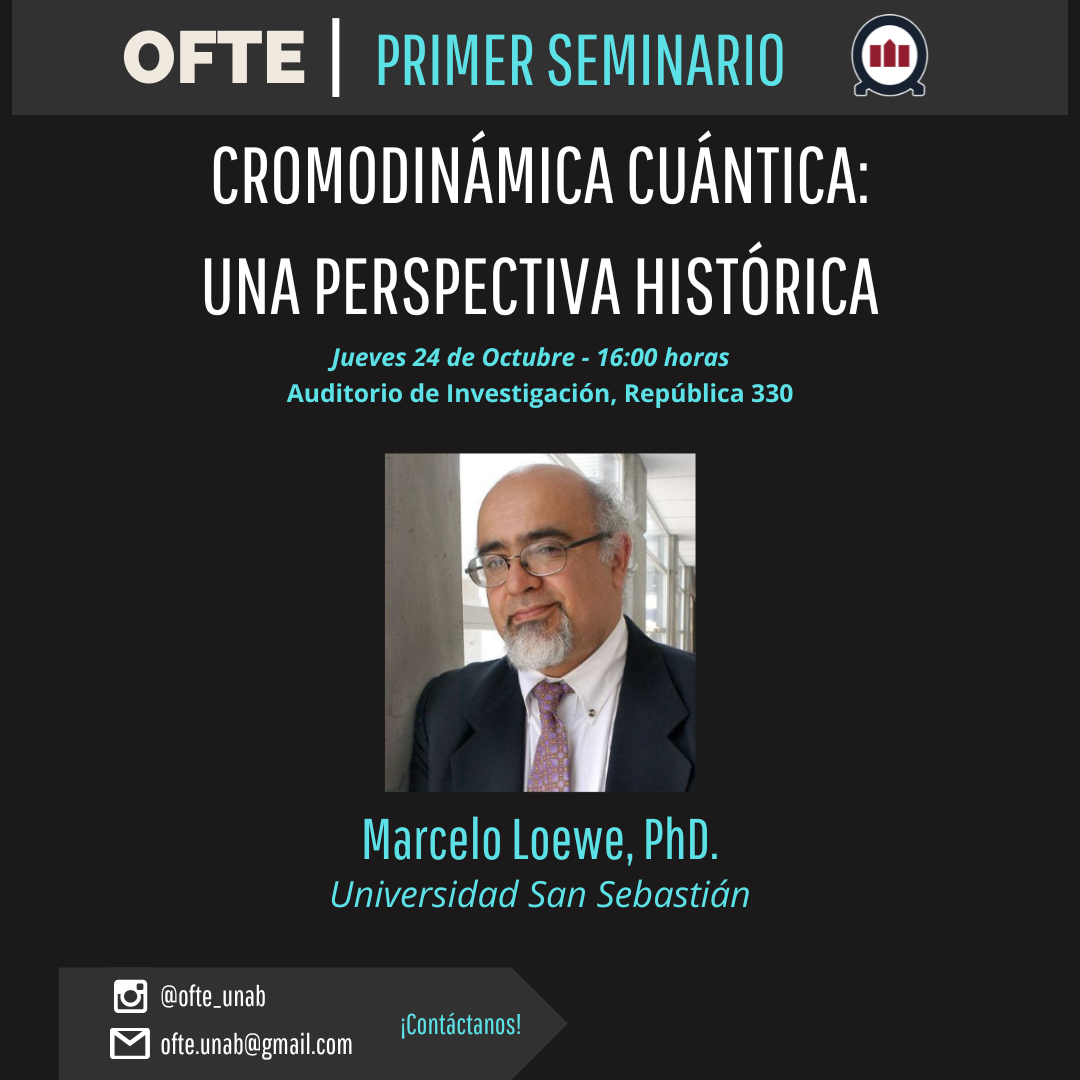 OFTE | PRIMER SEMINARIO
CROMODINÁMICA CUÁNTICA:
UNA PERSPECTIVA HISTÓRICA
Jueves 24 de Octubre - 16:00 horas
Auditorio de Investigación, República 330
Marcelo Loewe, PhD.
Universidad San Sebastián
@ofte_unab
ofte.unab@gmail.com
¡Contáctanos!